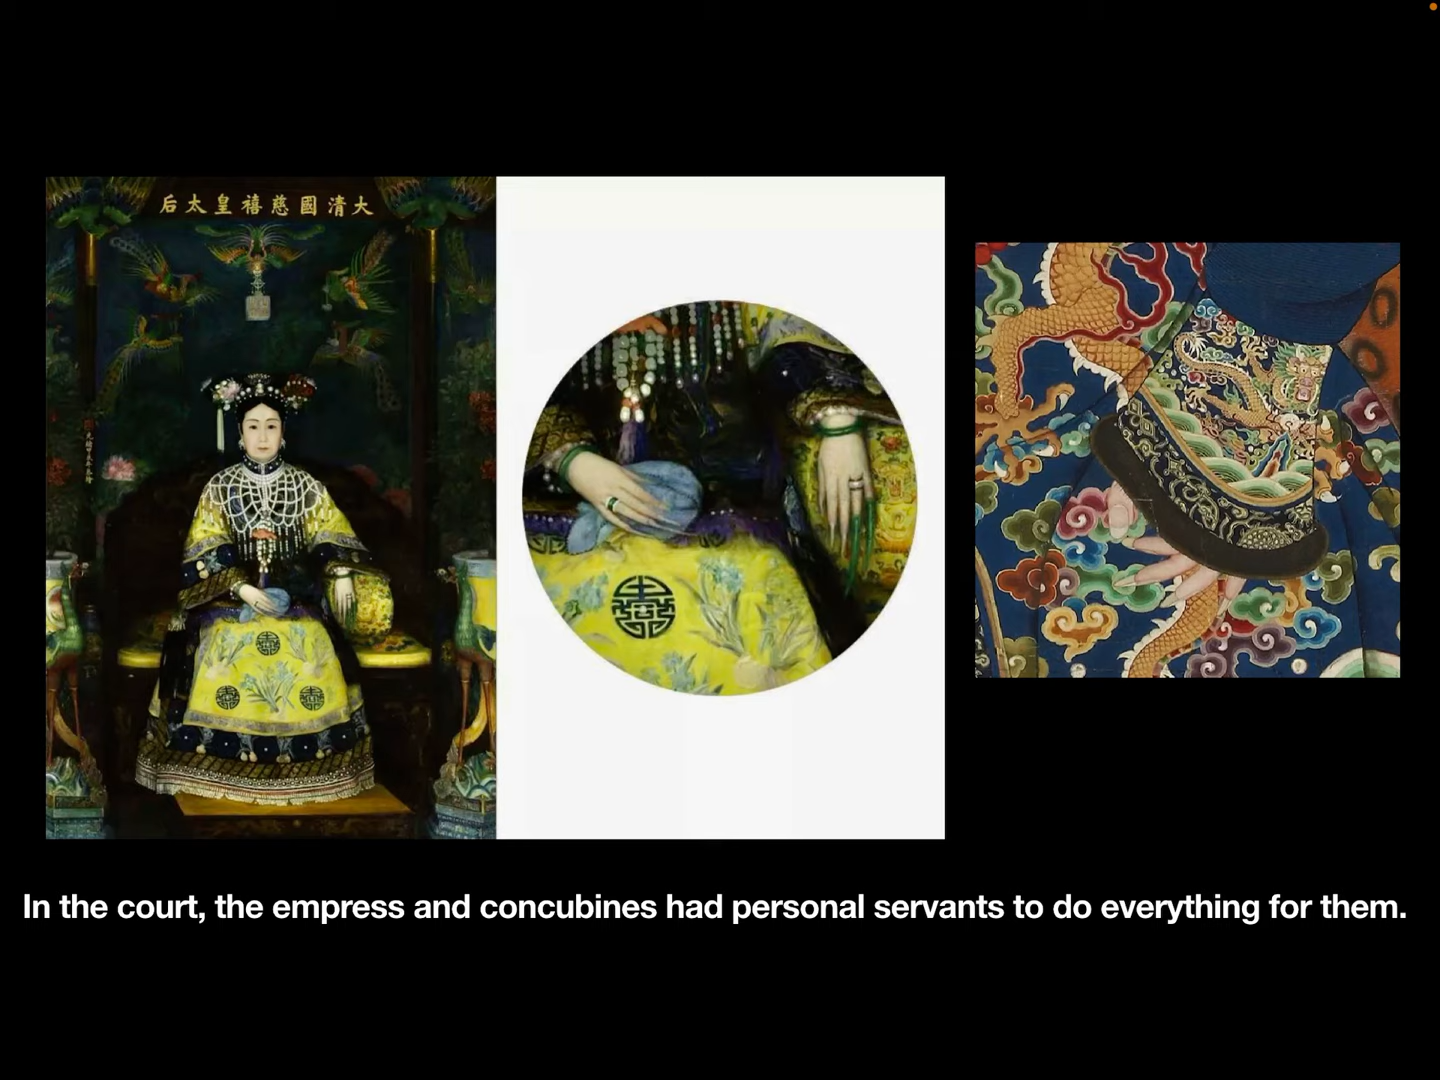 后太皇禧慈國清大
In the court, the empress and concubines had personal servants to do everything for them.